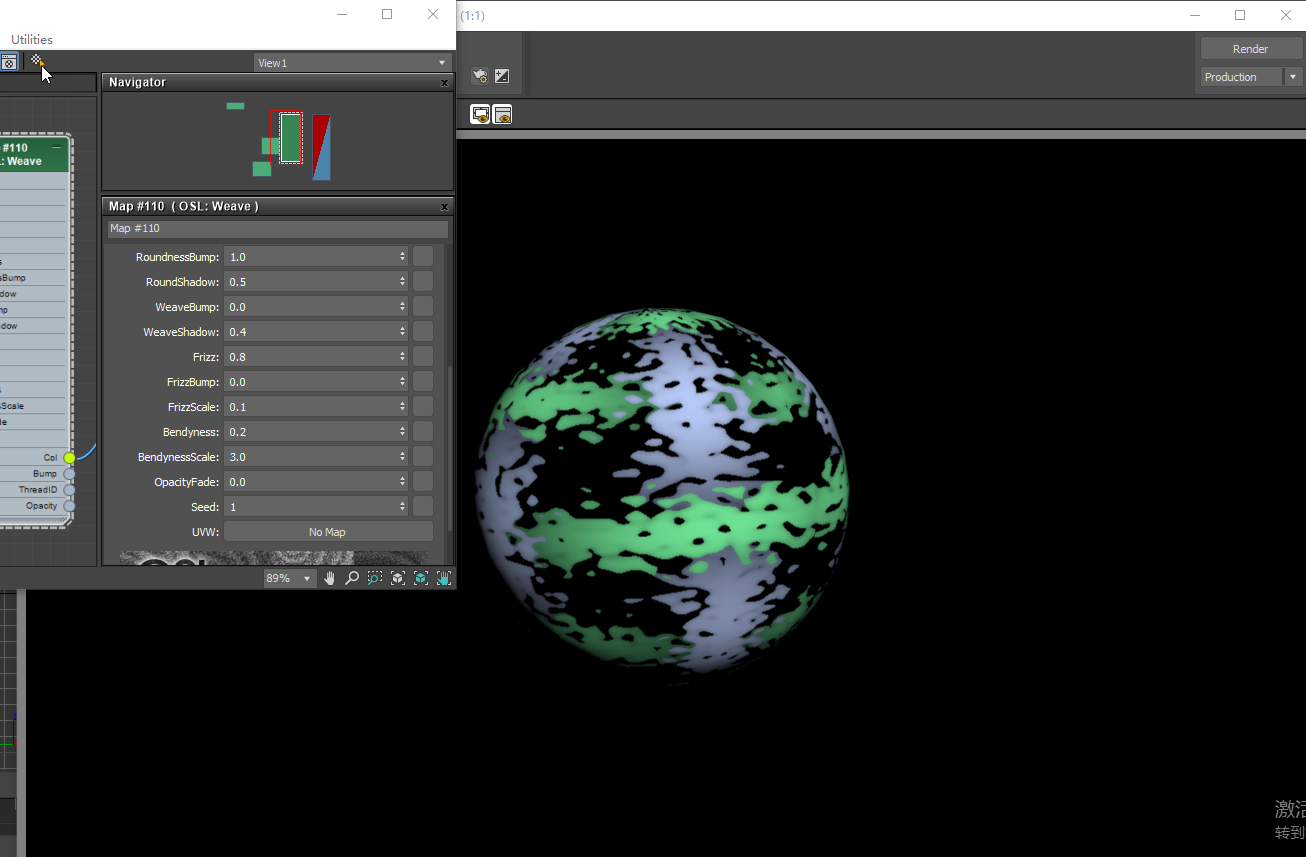 (1:1)
Utilities
View1
Render
Production
Navigator
#110
: Weave
Map #110 ( OSL: Weave )
Map #110
RoundnessBump: 1.0
RoundShadow: 0.5
WeaveBump: 0.0
WeaveShadow: 0.4
Frizz: 0.8
FrizzBump: 0.0
FrizzScale: 0.1
Bendyness: 0.2
BendynessScale: 3.0
OpacityFade: 0.0
Seed: 1
UVW: No Map
sBump
dow
mp
adow
s
sScale
le
Col
Bump
ThreadID
Opacity
89%
激活
转到